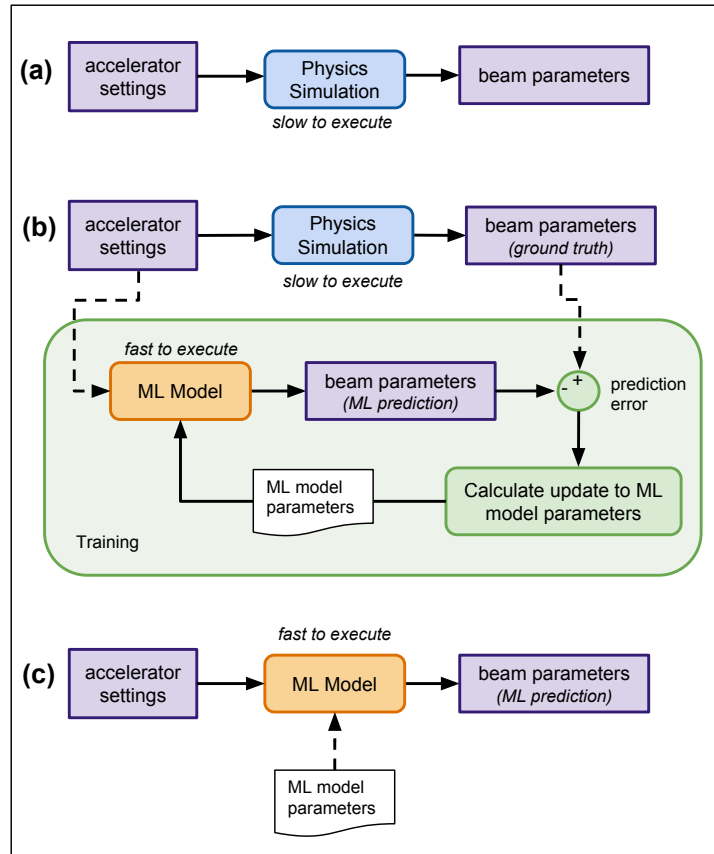 (a)
accelerator
settings
Physics
Simulation
slow to execute
beam parameters
(b)
accelerator
settings
Physics
Simulation
slow to execute
beam parameters
(ground truth)
fast to execute
ML Model
beam parameters
(ML prediction)
- +
prediction
error
ML model
parameters
Calculate update to ML
model parameters
Training
(c)
accelerator
settings
fast to execute
ML Model
beam parameters
(ML prediction)
ML model
parameters